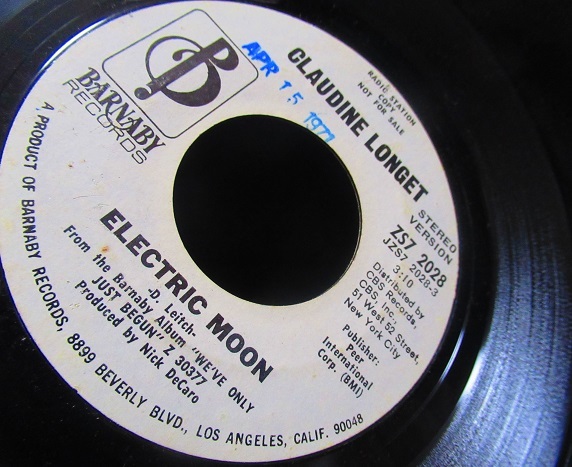 BARNABY
RECORDS
APR 15 1971
CLAUDINE LONGET
RADIO STATION
COPY
NOT FOR SALE
STEREO
VERSION
ZS7 2028
JZS7 2028-3
3:10
Distributed by
CBS Records,
CBS, Inc.,
51 West 52 Street,
New York City
Publisher:
Peer
International
Corp. (BMI)
ELECTRIC MOON
-D. Leitch-
From the Barnaby Album "WE'VE ONLY
JUST BEGUN" Z 30377
Produced by Nick DeCaro
A PRODUCT OF BARNABY RECORDS, 8899 BEVERLY BLVD., LOS ANGELES, CALIF. 90048